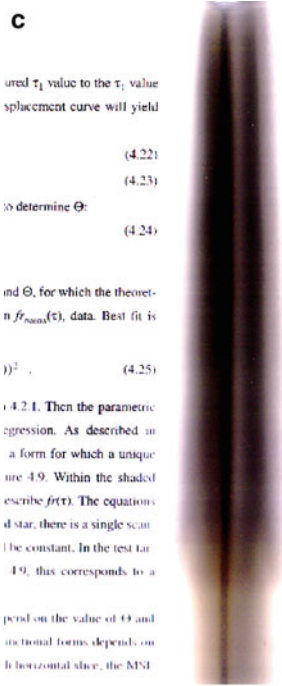 c
ured τ₁ value to the τ₁ value
splacement curve will yield
(4.22)
(4.23)
to determine Θ:
(4.24)
and Θ, for which the theoret-
n fr_meas(τ), data. Best fit is
))² . (4.25)
4.2.1. Then the parametric
egression. As described in
a form for which a unique
ure 4.9. Within the shaded
escribe fr(τ). The equations
d star, there is a single scan
be constant. In the test tar
4.9, this corresponds to a
pend on the value of Θ and
unctional forms depends on
h horizontal slice, the MSE